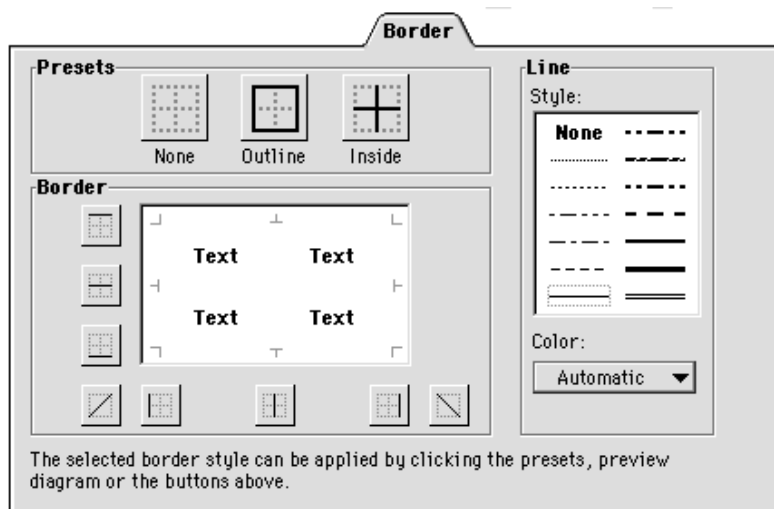 Border
Presets
None
Outline
Inside
Border
Text Text
Text Text
Line
Style:
None
Color:
Automatic
The selected border style can be applied by clicking the presets, preview
diagram or the buttons above.